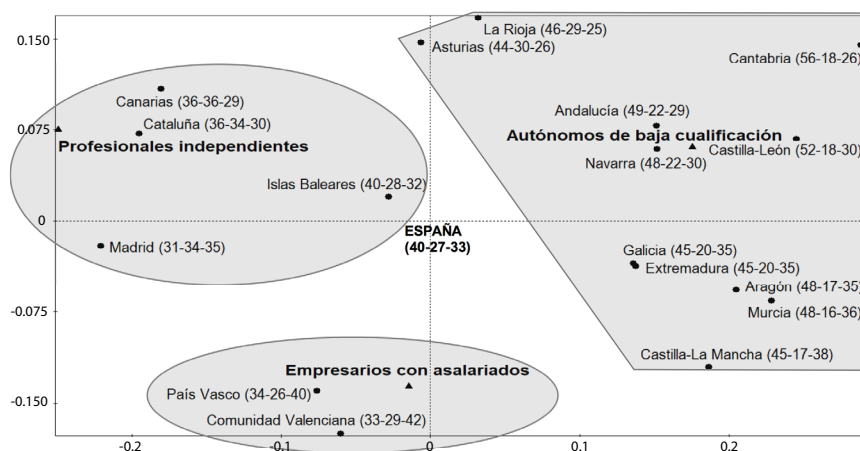 0.150
La Rioja (46-29-25)
Asturias (44-30-26)
Cantabria (56-18-26)
Canarias (36-36-29)
Andalucía (49-22-29)
0.075
Cataluña (36-34-30)
Autónomos de baja cualificación
Profesionales independientes
Castilla-León (52-18-30)
Navarra (48-22-30)
Islas Baleares (40-28-32)
0
ESPAÑA
(40-27-33)
Madrid (31-34-35)
Galicia (45-20-35)
Extremadura (45-20-35)
Aragón (48-17-35)
-0.075
Murcia (48-16-36)
Castilla-La Mancha (45-17-38)
Empresarios con asalariados
País Vasco (34-26-40)
-0.150
Comunidad Valenciana (33-29-42)
-0.2
-0.1
0
0.1
0.2